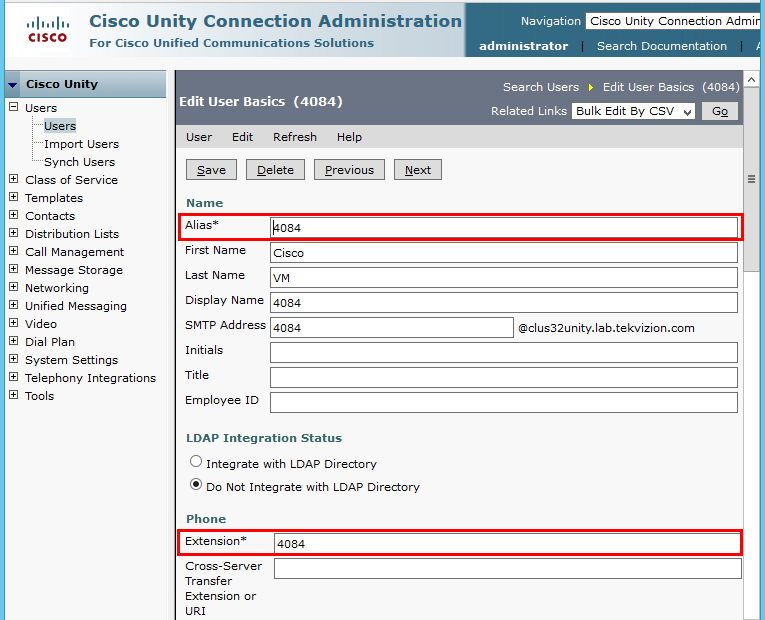 Cisco Unity Connection Administration
For Cisco Unified Communications Solutions
CISCO
Navigation Cisco Unity Connection Admin
administrator | Search Documentation |
Cisco Unity
Users
Users
Import Users
Synch Users
Class of Service
Templates
Contacts
Distribution Lists
Call Management
Message Storage
Networking
Unified Messaging
Video
Dial Plan
System Settings
Telephony Integrations
Tools
Search Users Edit User Basics (4084)
Edit User Basics (4084)
Related Links Bulk Edit By CSV Go
User Edit Refresh Help
Save Delete Previous Next
Name
Alias* 4084
First Name Cisco
Last Name VM
Display Name 4084
SMTP Address 4084 @clus32unity.lab.tekvizion.com
Initials
Title
Employee ID
LDAP Integration Status
Integrate with LDAP Directory
Do Not Integrate with LDAP Directory
Phone
Extension* 4084
Cross-Server
Transfer
Extension or
URI